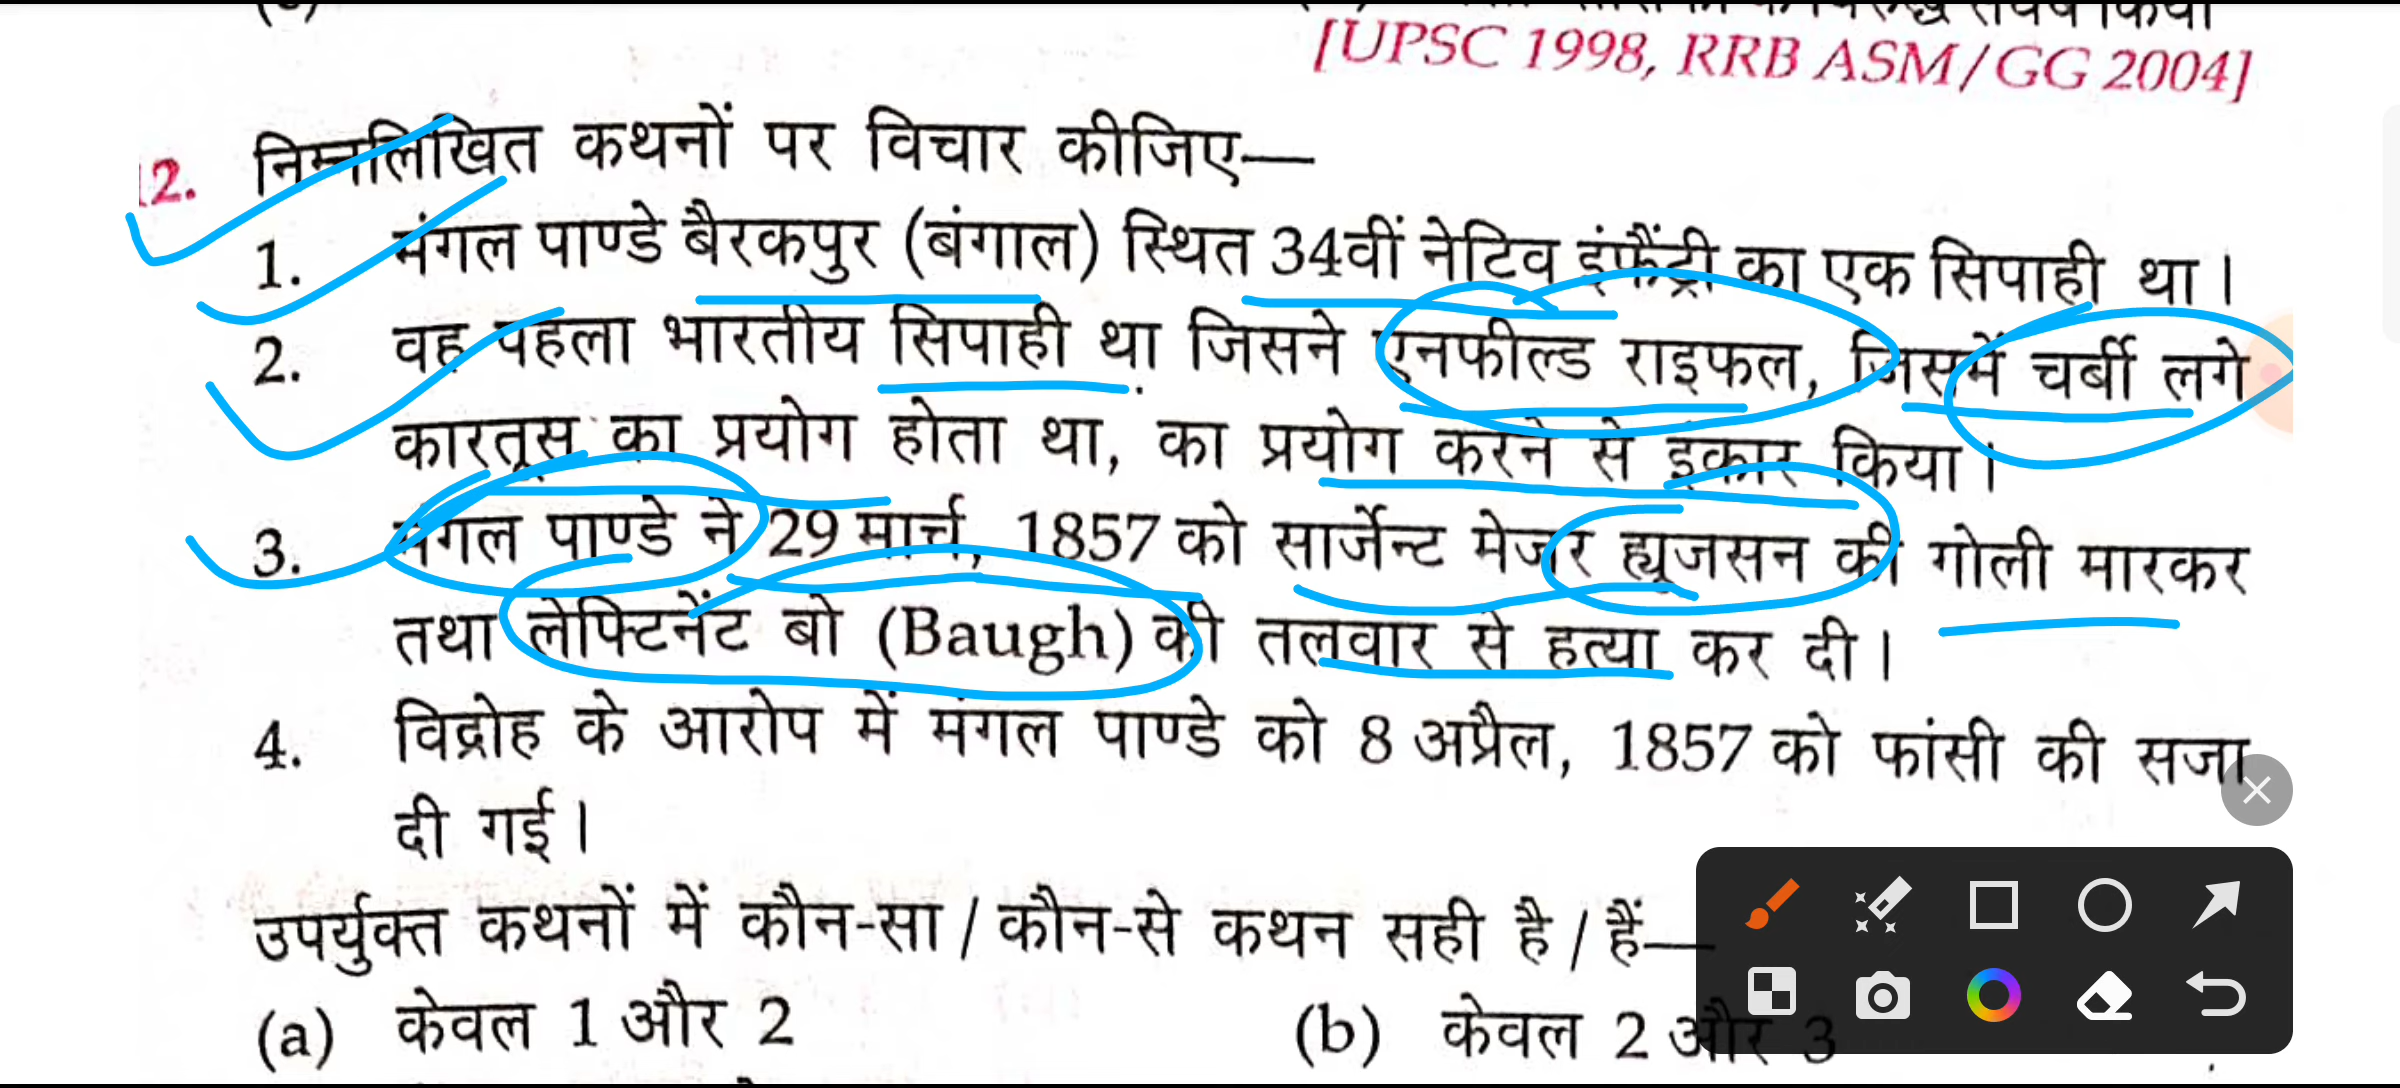 [UPSC 1998, RRB ASM/GG 2004]
12. निम्नलिखित कथनों पर विचार कीजिए—
1. मंगल पाण्डे बैरकपुर (बंगाल) स्थित 34वीं नेटिव इंफैंट्री का एक सिपाही था।
2. वह पहला भारतीय सिपाही था जिसने एनफील्ड राइफल, जिसमें चर्बी लगे
कारतूस का प्रयोग होता था, का प्रयोग करने से इंकार किया।
3. मंगल पाण्डे ने 29 मार्च, 1857 को सार्जेन्ट मेजर ह्यूजसन की गोली मारकर
तथा लेफ्टिनेंट बो (Baugh) की तलवार से हत्या कर दी।
4. विद्रोह के आरोप में मंगल पाण्डे को 8 अप्रैल, 1857 को फांसी की सजा
दी गई।
उपर्युक्त कथनों में कौन-सा / कौन-से कथन सही है / हैं—
(a) केवल 1 और 2 (b) केवल 2 और 3